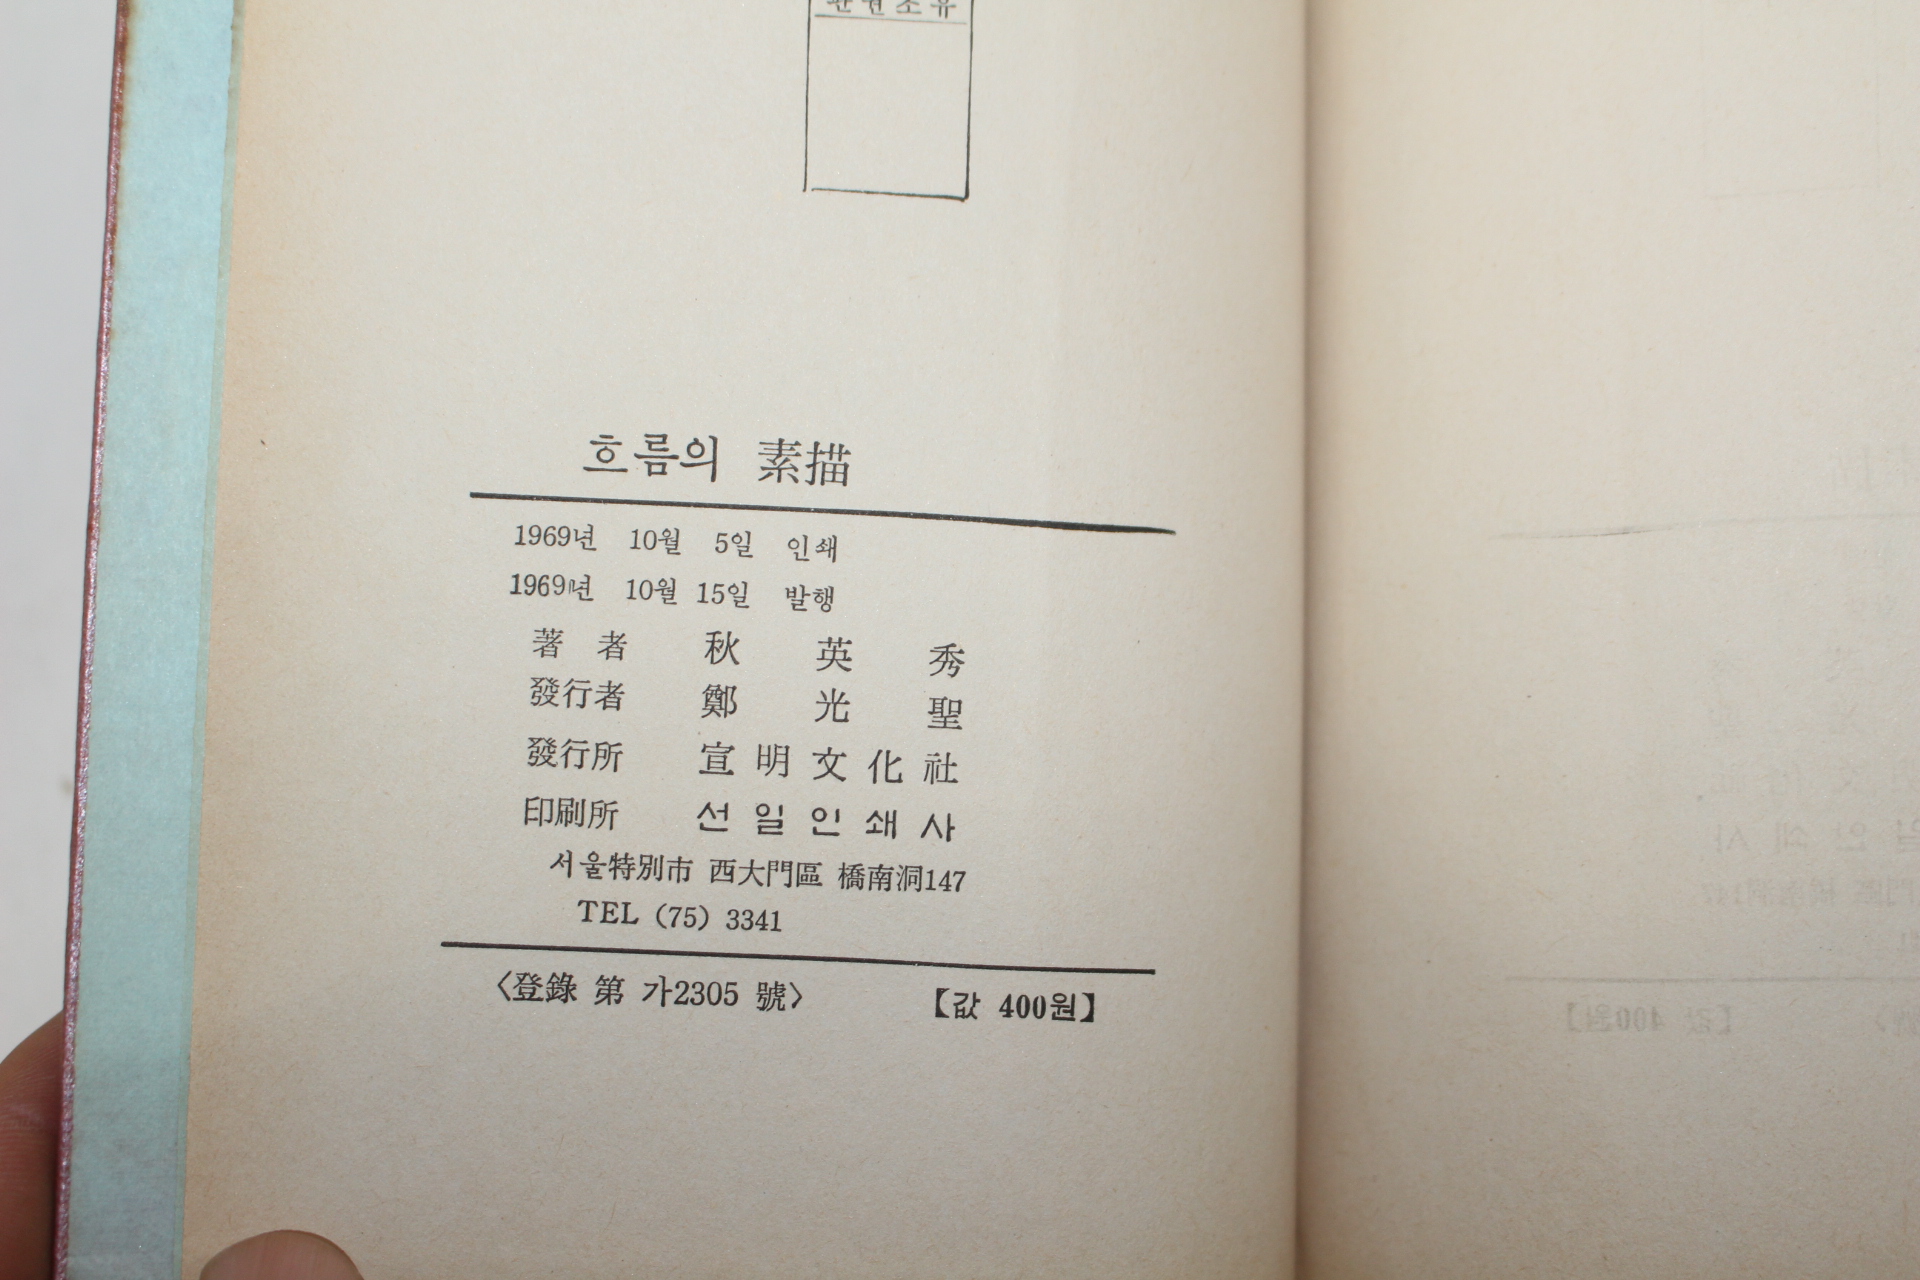 판권소유
흐름의 素描
1969년 10월 5일 인쇄
1969년 10월 15일 발행
著 者 秋 英 秀
發行者 鄭 光 聖
發行所 宣 明 文 化 社
印刷所 선 일 인 쇄 사
서울特別市 西大門區 橋南洞147
TEL (75) 3341
〈登錄 第 가2305 號〉 【값 400원】